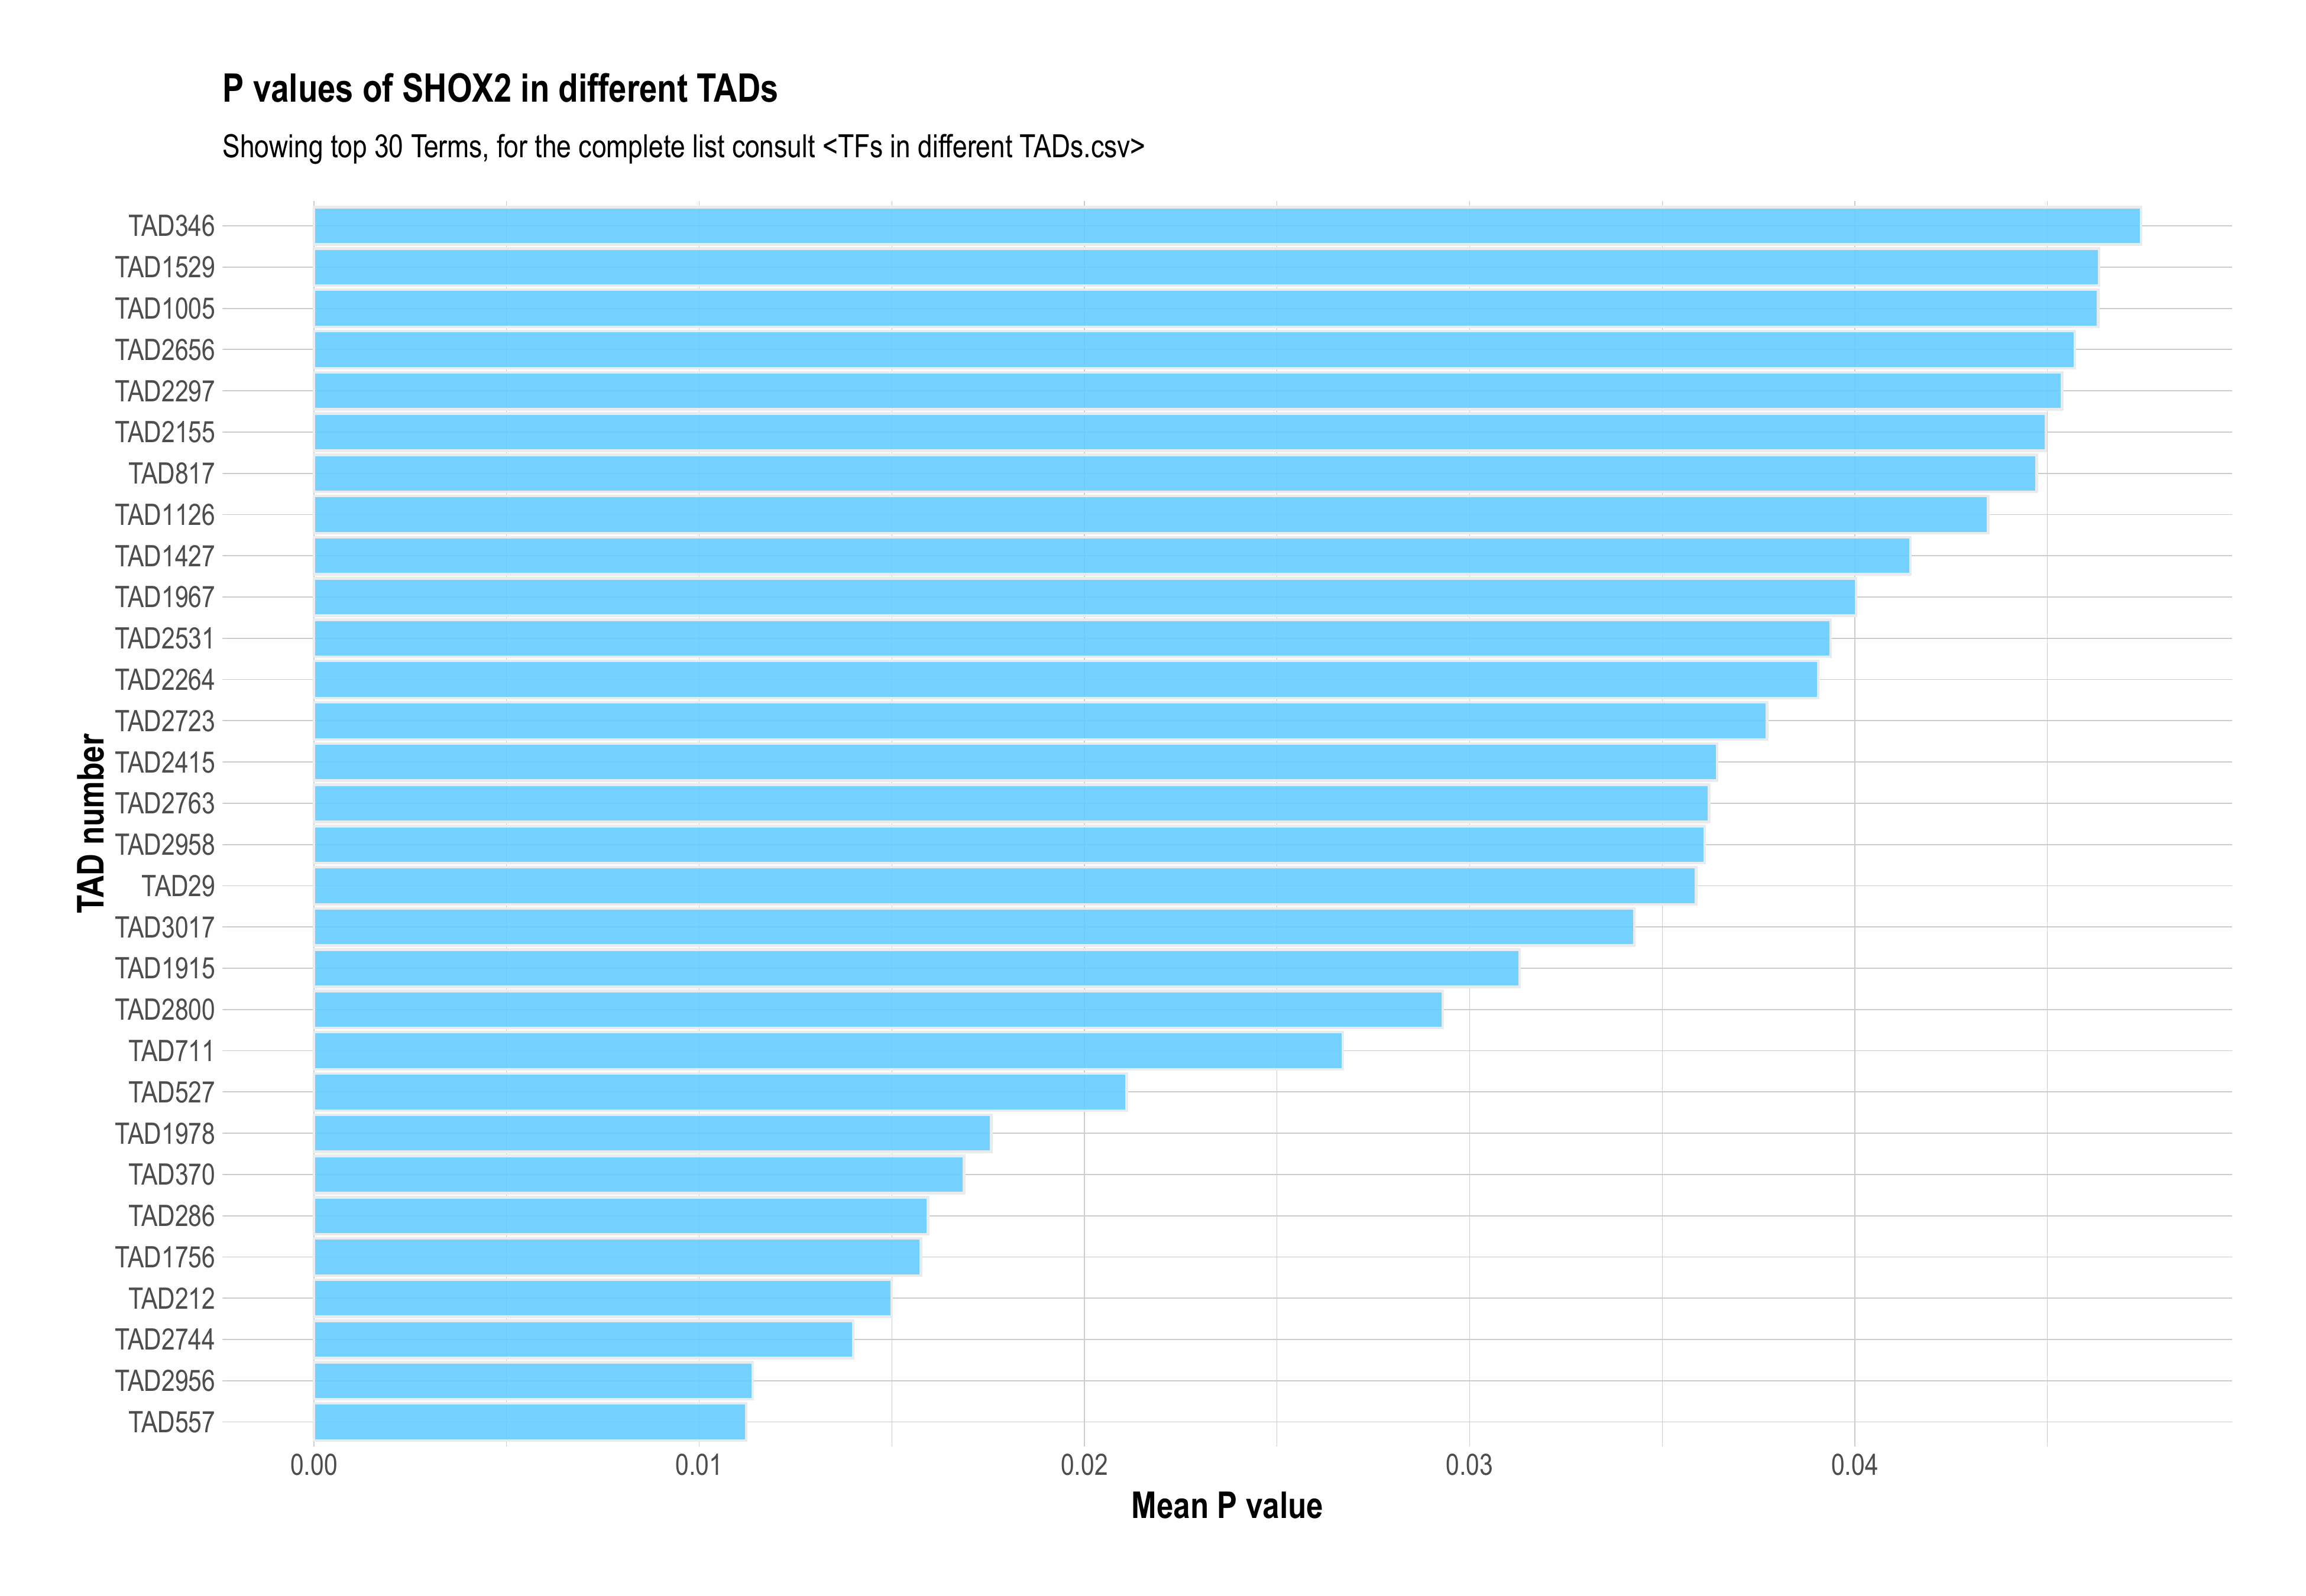 P values of SHOX2 in different TADs
Showing top 30 Terms, for the complete list consult <TFs in different TADs.csv>
TAD number
TAD346
TAD1529
TAD1005
TAD2656
TAD2297
TAD2155
TAD817
TAD1126
TAD1427
TAD1967
TAD2531
TAD2264
TAD2723
TAD2415
TAD2763
TAD2958
TAD29
TAD3017
TAD1915
TAD2800
TAD711
TAD527
TAD1978
TAD370
TAD286
TAD1756
TAD212
TAD2744
TAD2956
TAD557
0.00 0.01 0.02 0.03 0.04
Mean P value